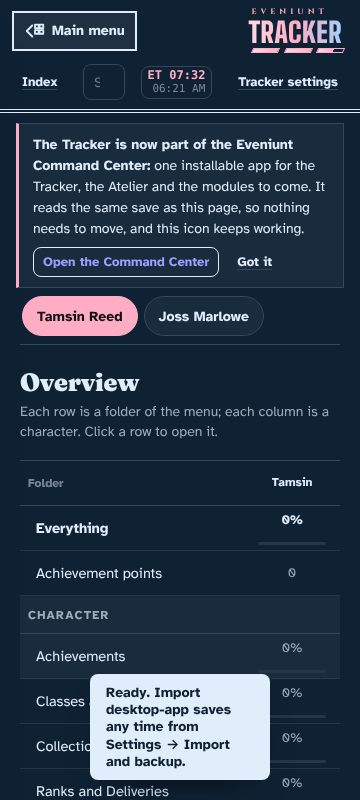 Main menu
EVENIUNT
TRACKER
Index
S
ET 07:32
06:21 AM
Tracker settings
The Tracker is now part of the Eveniunt
Command Center: one installable app for the
Tracker, the Atelier and the modules to come. It
reads the same save as this page, so nothing
needs to move, and this icon keeps working.
Open the Command Center
Got it
Tamsin Reed
Joss Marlowe
Overview
Each row is a folder of the menu; each column is a
character. Click a row to open it.
Folder
Tamsin
Everything
0%
Achievement points
0
CHARACTER
Achievements
0%
Classes
0%
0%
Ranks and Deliveries
0%
Ready. Import
desktop-app saves
any time from
Settings → Import
and backup.